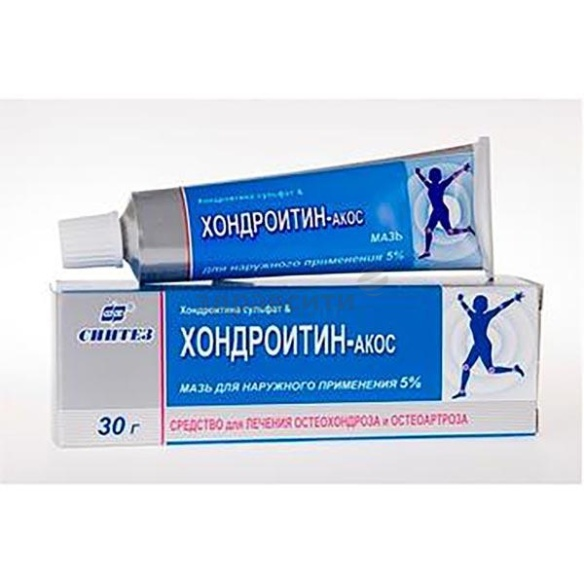 Хондроитина сульфат &
ХОНДРОИТИН-АКОС
МАЗЬ
для наружного применения 5%
СИНТЕЗ
Хондроитина сульфат &
ХОНДРОИТИН-АКОС
МАЗЬ ДЛЯ НАРУЖНОГО ПРИМЕНЕНИЯ 5%
30 г
СРЕДСТВО для ЛЕЧЕНИЯ ОСТЕОХОНДРОЗА и ОСТЕОАРТРОЗА